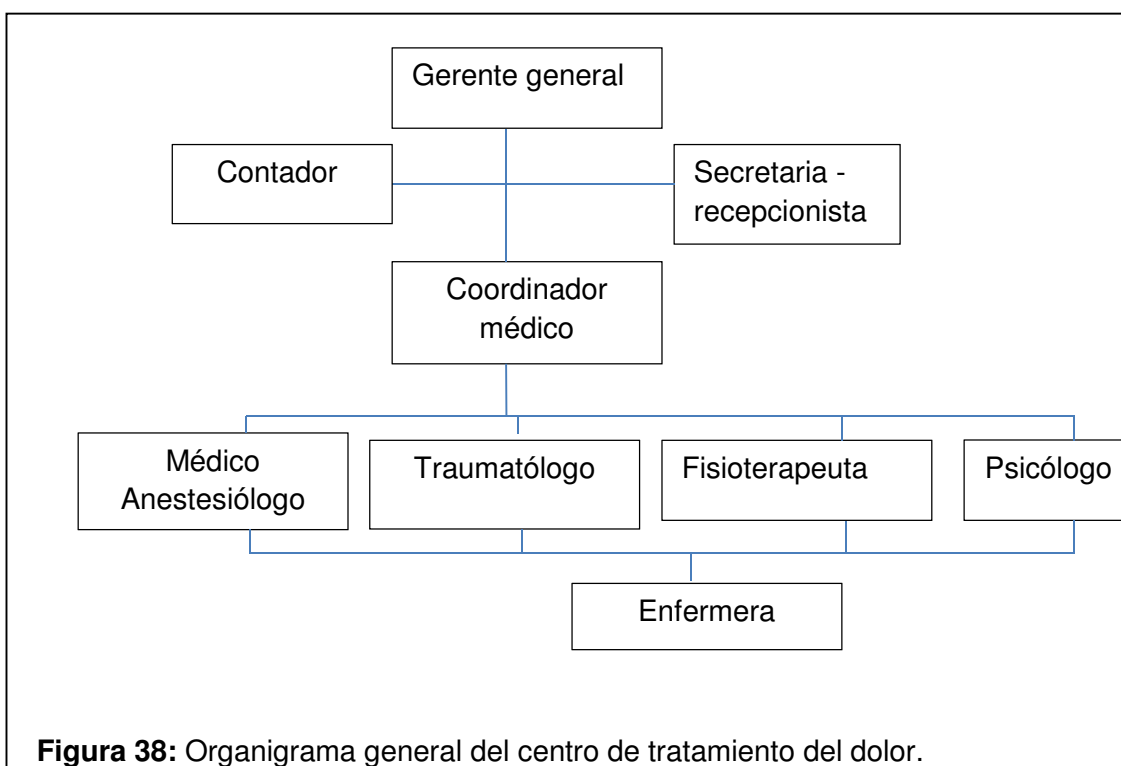 Gerente general
Contador
Secretaria -
recepcionista
Coordinador
médico
Médico
Anestesiólogo
Traumatólogo
Fisioterapeuta
Psicólogo
Enfermera
Figura 38: Organigrama general del centro de tratamiento del dolor.